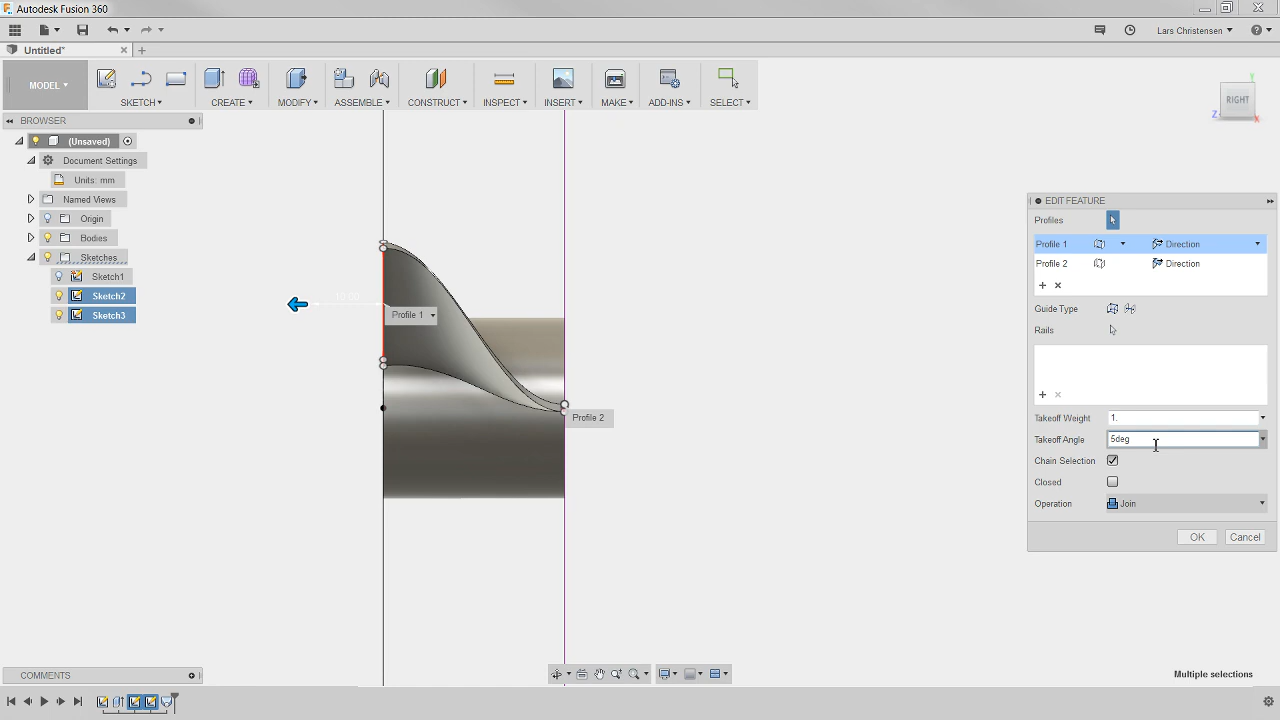 Autodesk Fusion 360
Lars Christensen
Untitled*
MODEL
SKETCH
CREATE
MODIFY
ASSEMBLE
CONSTRUCT
INSPECT
INSERT
MAKE
ADD-INS
SELECT
BROWSER
(Unsaved)
Document Settings
Units: mm
Named Views
Origin
Bodies
Sketches
Sketch1
Sketch2
Sketch3
RIGHT
Y
Z
X
10.00
Profile 1
Profile 2
EDIT FEATURE
Profiles
Profile 1 Direction
Profile 2 Direction
Guide Type
Rails
Takeoff Weight 1.
Takeoff Angle 5deg
Chain Selection
Closed
Operation Join
OK Cancel
Multiple selections
COMMENTS